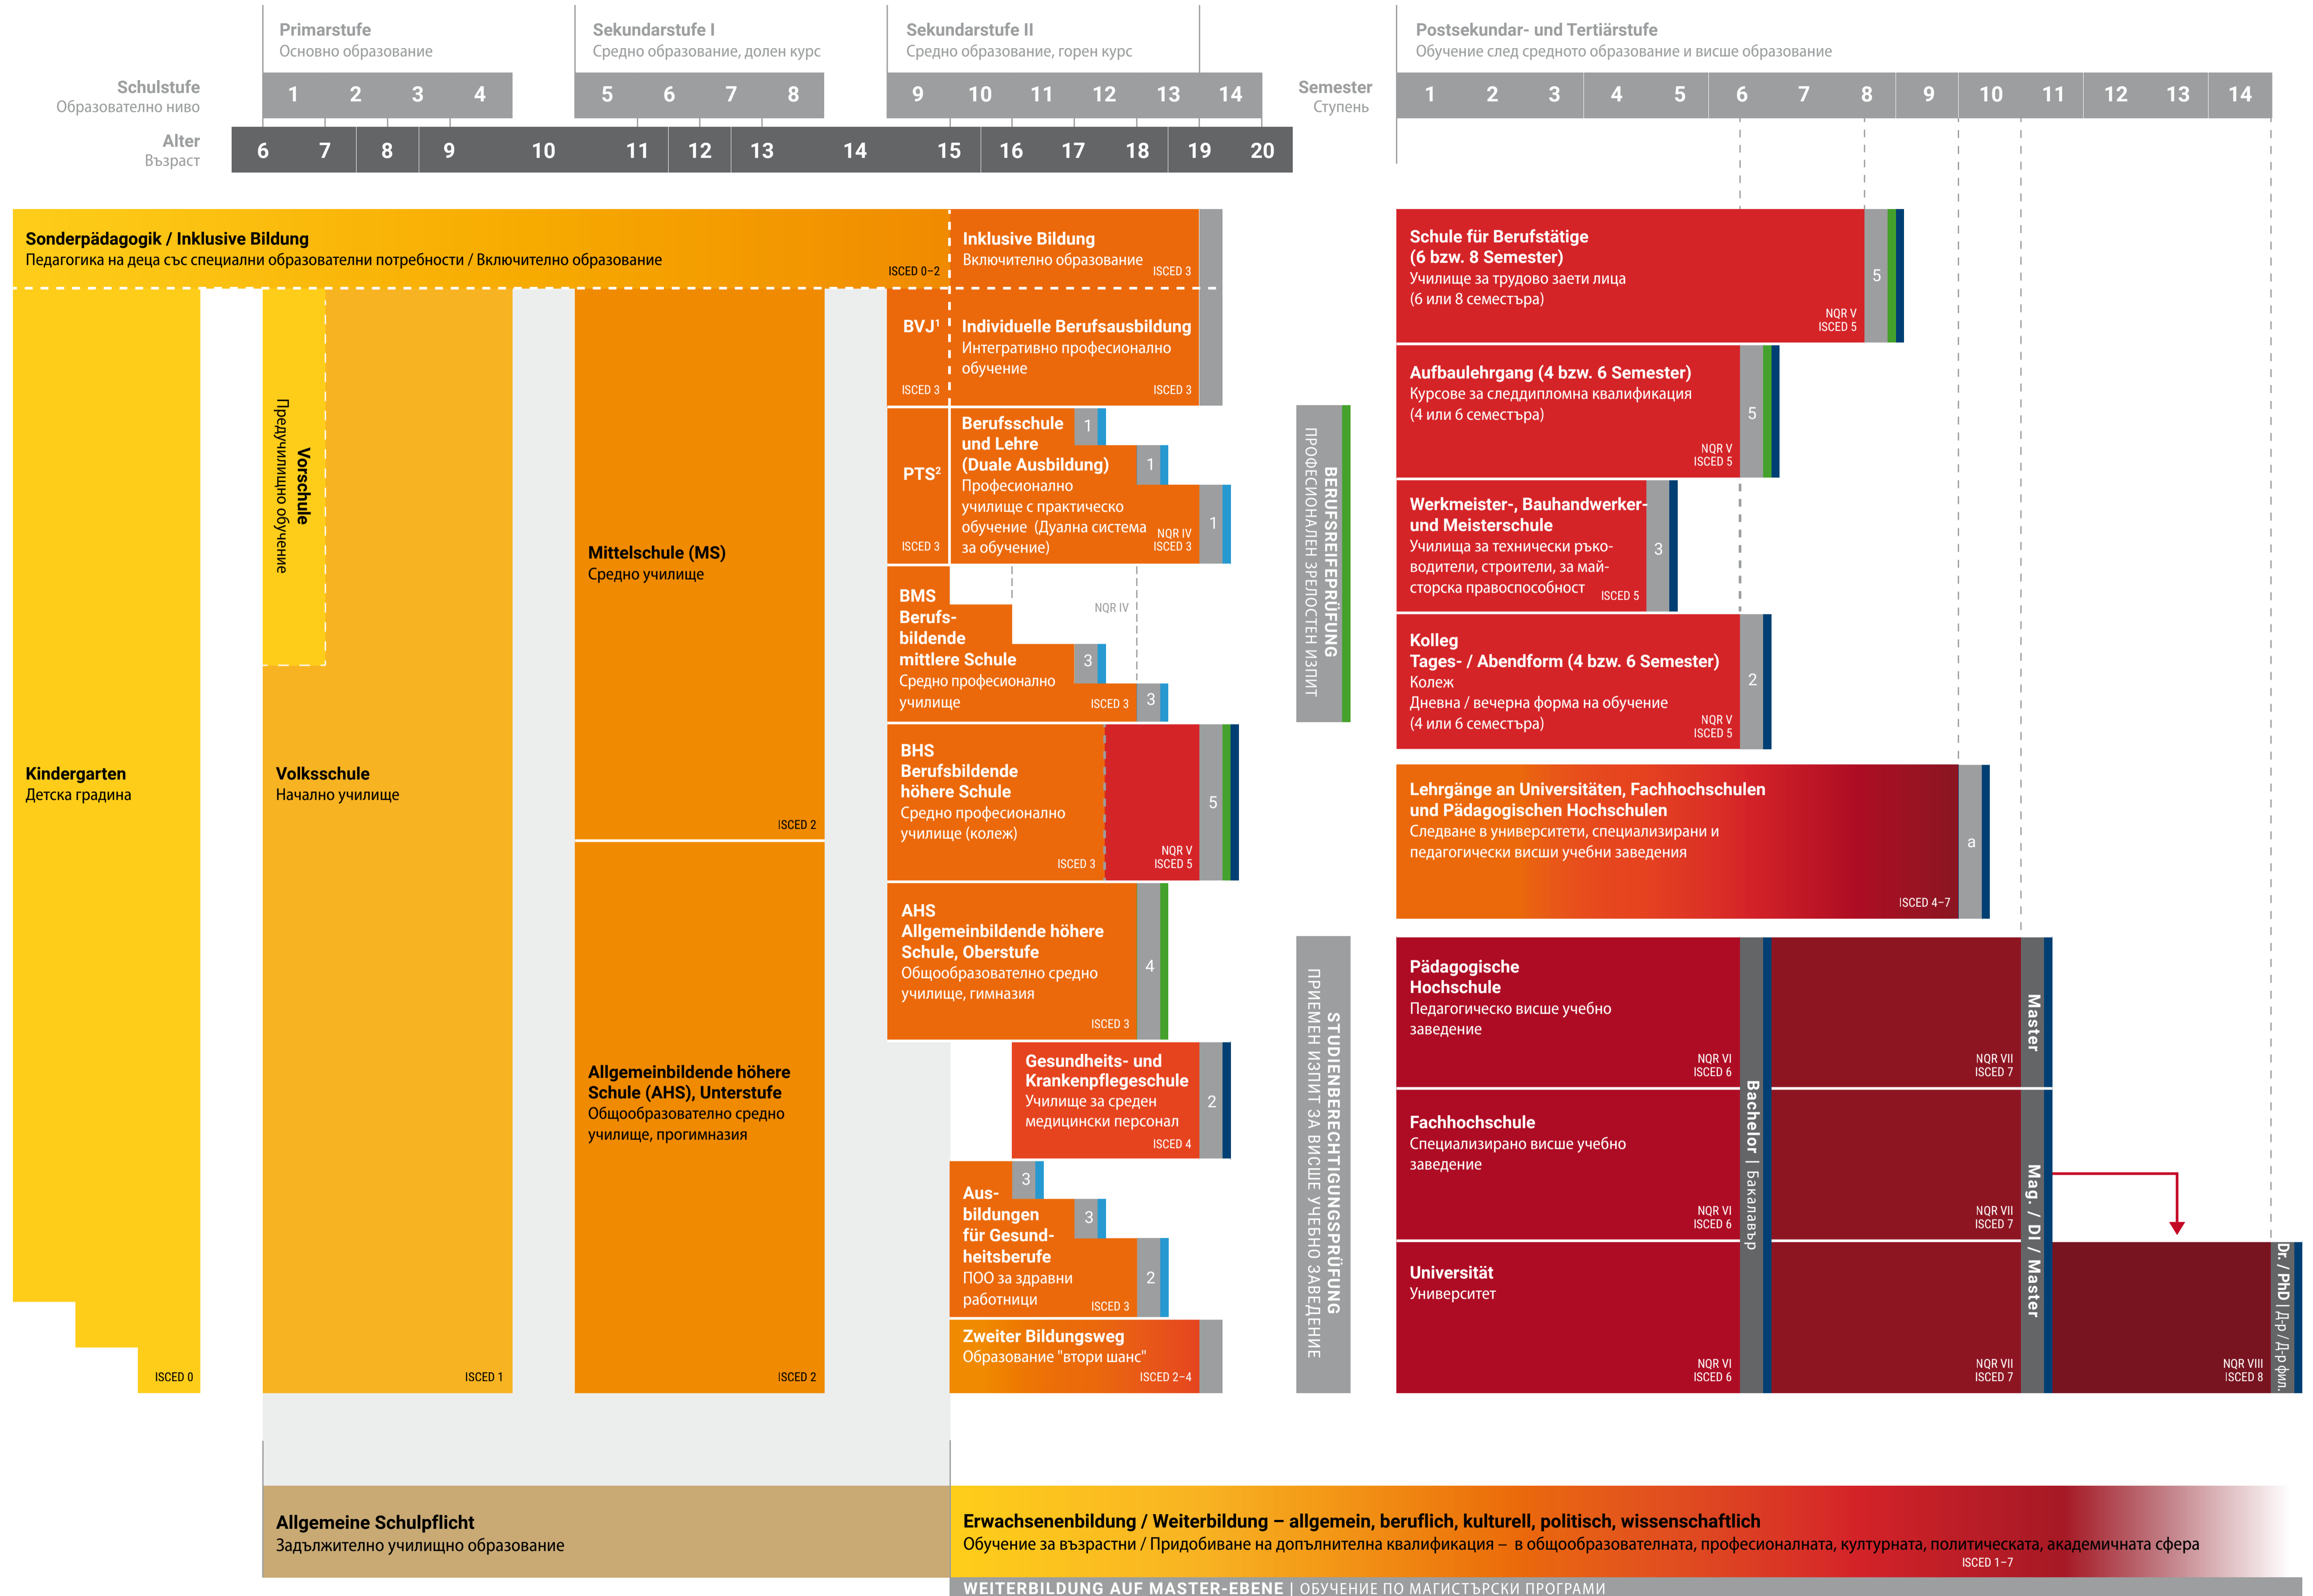 Primarstufe
Основно образование
Sekundarstufe I
Средно образование, долен курс
Sekundarstufe II
Средно образование, горен курс
Postsekundar- und Tertiärstufe
Обучение след средното образование и висше образование
Schulstufe
Образователно ниво
1 2 3 4 5 6 7 8 9 10 11 12 13 14
Semester
Ступень
1 2 3 4 5 6 7 8 9 10 11 12 13 14
Alter
Възраст
6 7 8 9 10 11 12 13 14 15 16 17 18 19 20
Sonderpädagogik / Inklusive Bildung
Педагогика на деца със специални образователни потребности / Включително образование
ISCED 0–2
Inklusive Bildung
Включително образование
ISCED 3
Kindergarten
Детска градина
ISCED 0
Vorschule
Предучилищно обучение
Volksschule
Начално училище
ISCED 1
Mittelschule (MS)
Средно училище
ISCED 2
Allgemeinbildende höhere
Schule (AHS), Unterstufe
Общообразователно средно
училище, прогимназия
ISCED 2
BVJ¹
ISCED 3
Individuelle Berufsausbildung
Интегративно професионално
обучение
ISCED 3
PTS²
ISCED 3
Berufsschule
und Lehre
(Duale Ausbildung)
Професионално
училище с практическо
обучение (Дуална система
за обучение)
NQR IV
ISCED 3
1
1
1
BMS
Berufs-
bildende
mittlere Schule
Средно професионално
училище
ISCED 3
NQR IV
3
3
BHS
Berufsbildende
höhere Schule
Средно професионално
училище (колеж)
ISCED 3
NQR V
ISCED 5
5
AHS
Allgemeinbildende höhere
Schule, Oberstufe
Общообразователно средно
училище, гимназия
ISCED 3
4
Gesundheits- und
Krankenpflegeschule
Училище за среден
медицински персонал
ISCED 4
2
Aus-
bildungen
für Gesund-
heitsberufe
ПОО за здравни
работници
ISCED 3
3
3
2
Zweiter Bildungsweg
Образование "втори шанс"
ISCED 2–4
BERUFSREIFEPRÜFUNG
ПРОФЕСИОНАЛЕН ЗРЕЛОСТЕН ИЗПИТ
STUDIENBERECHTIGUNGSPRÜFUNG
ПРИЕМЕН ИЗПИТ ЗА ВИСШЕ УЧЕБНО ЗАВЕДЕНИЕ
Schule für Berufstätige
(6 bzw. 8 Semester)
Училище за трудово заети лица
(6 или 8 семестъра)
NQR V
ISCED 5
5
Aufbaulehrgang (4 bzw. 6 Semester)
Курсове за следдипломна квалификация
(4 или 6 семестъра)
NQR V
ISCED 5
5
Werkmeister-, Bauhandwerker-
und Meisterschule
Училища за технически ръко-
водители, строители, за май-
сторска правоспособност
ISCED 5
3
Kolleg
Tages- / Abendform (4 bzw. 6 Semester)
Колеж
Дневна / вечерна форма на обучение
(4 или 6 семестъра)
NQR V
ISCED 5
2
Lehrgänge an Universitäten, Fachhochschulen
und Pädagogischen Hochschulen
Следване в университети, специализирани и
педагогически висши учебни заведения
ISCED 4–7
a
Pädagogische
Hochschule
Педагогическо висше учебно
заведение
NQR VI
ISCED 6
NQR VII
ISCED 7
Master
Fachhochschule
Специализирано висше учебно
заведение
NQR VI
ISCED 6
NQR VII
ISCED 7
Bachelor | Бакалавър
Mag. / DI / Master
Universität
Университет
NQR VI
ISCED 6
NQR VII
ISCED 7
NQR VIII
ISCED 8
Dr. / PhD | Д-р / Д-р фил.
Allgemeine Schulpflicht
Задължително училищно образование
Erwachsenenbildung / Weiterbildung – allgemein, beruflich, kulturell, politisch, wissenschaftlich
Обучение за възрастни / Придобиване на допълнителна квалификация – в общообразователната, професионалната, културната, политическата, академичната сфера
ISCED 1–7
WEITERBILDUNG AUF MASTER-EBENE | ОБУЧЕНИЕ ПО МАГИСТЪРСКИ ПРОГРАМИ